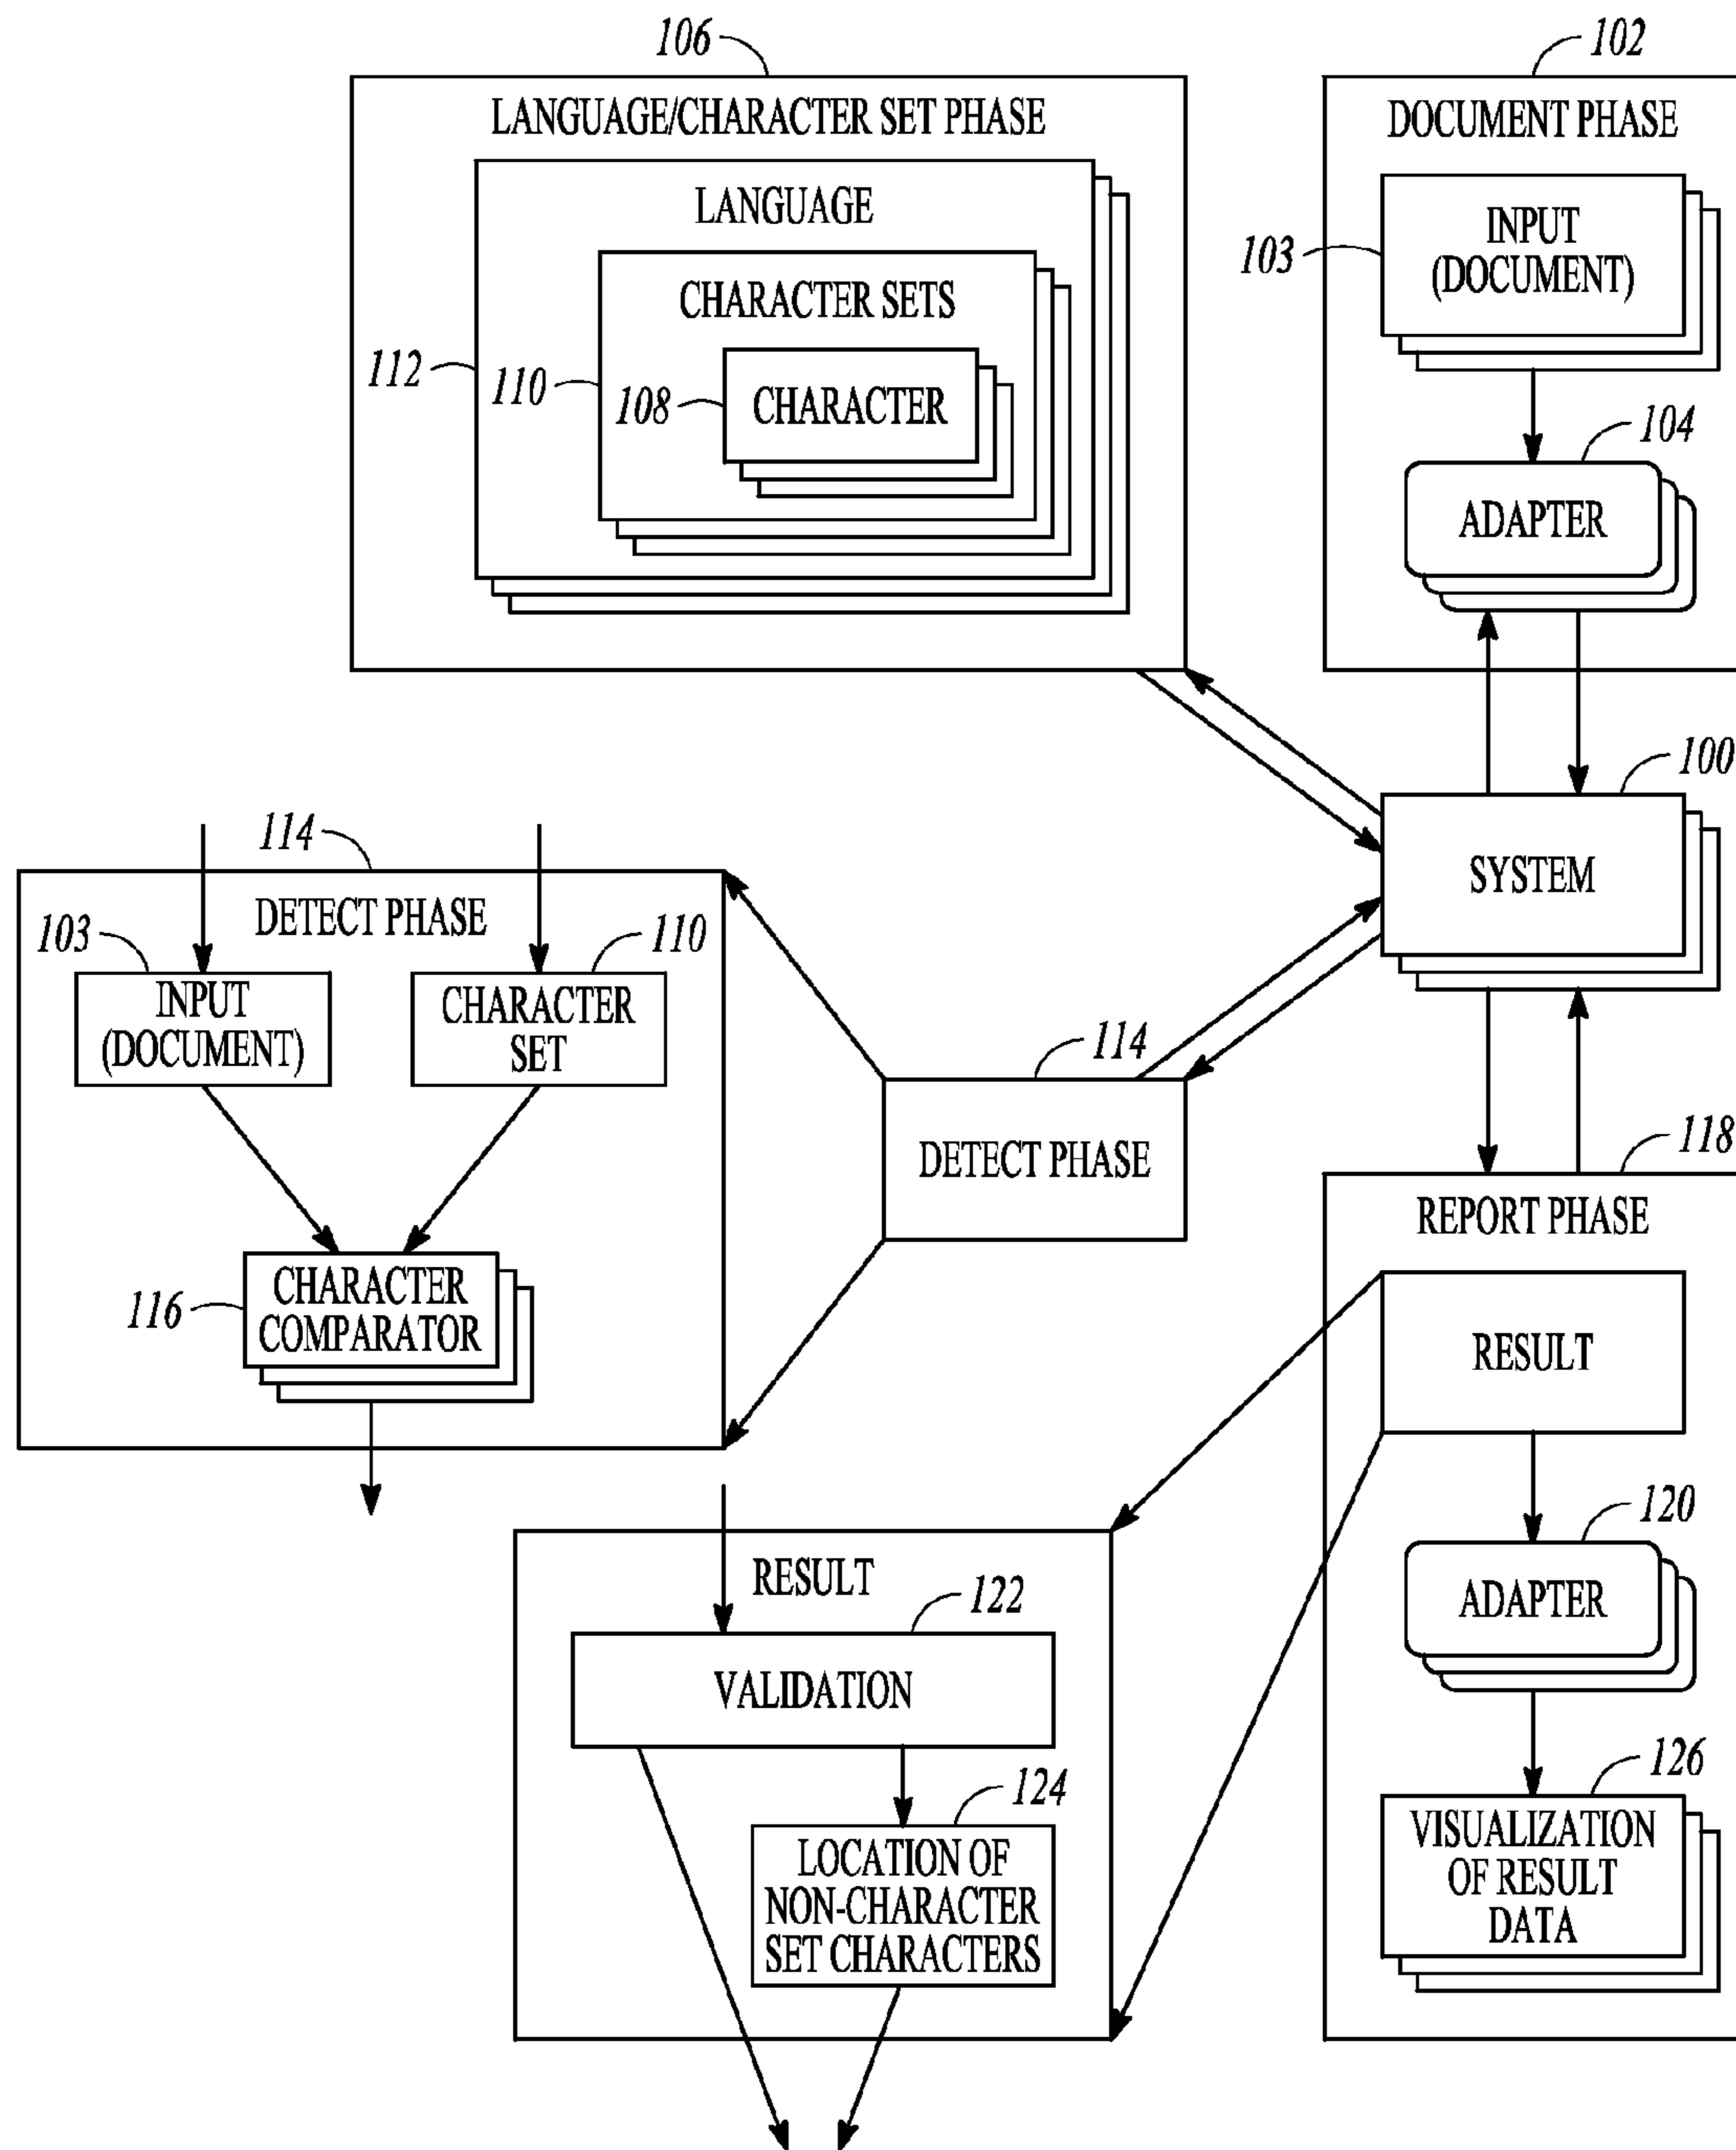 106
LANGUAGE/CHARACTER SET PHASE
LANGUAGE
CHARACTER SETS
CHARACTER
112
110
108
102
DOCUMENT PHASE
INPUT
(DOCUMENT)
103
104
ADAPTER
100
SYSTEM
114
DETECT PHASE
103
INPUT
(DOCUMENT)
110
CHARACTER
SET
116
CHARACTER
COMPARATOR
114
DETECT PHASE
118
REPORT PHASE
RESULT
120
ADAPTER
126
VISUALIZATION
OF RESULT
DATA
RESULT
122
VALIDATION
124
LOCATION OF
NON-CHARACTER
SET CHARACTERS